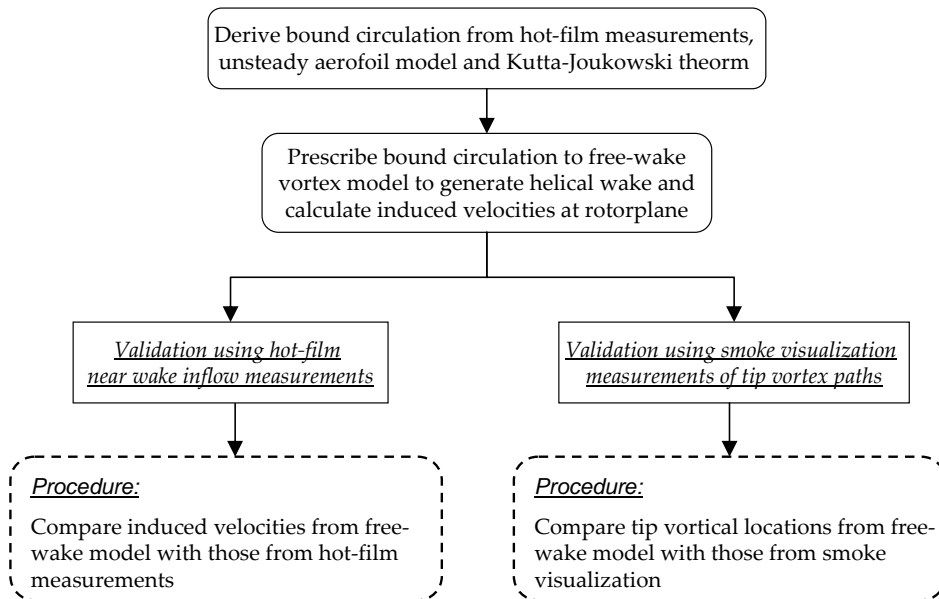 Derive bound circulation from hot-film measurements,
unsteady aerofoil model and Kutta-Joukowski theorm
Prescribe bound circulation to free-wake
vortex model to generate helical wake and
calculate induced velocities at rotorplane
Validation using hot-film
near wake inflow measurements
Validation using smoke visualization
measurements of tip vortex paths
Procedure:
Compare induced velocities from free-
wake model with those from hot-film
measurements
Procedure:
Compare tip vortical locations from free-
wake model with those from smoke
visualization